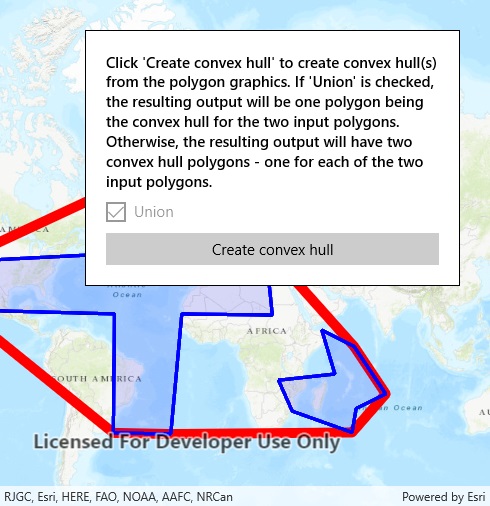 Click 'Create convex hull' to create convex hull(s)
from the polygon graphics. If 'Union' is checked,
the resulting output will be one polygon being
the convex hull for the two input polygons.
Otherwise, the resulting output will have two
convex hull polygons - one for each of the two
input polygons.
Union
Create convex hull
Ocean
AFRICA
SOUTH AMERICA
Ocean
AU
Licensed For Developer Use Only
RJGC, Esri, HERE, FAO, NOAA, AAFC, NRCan
Powered by Esri